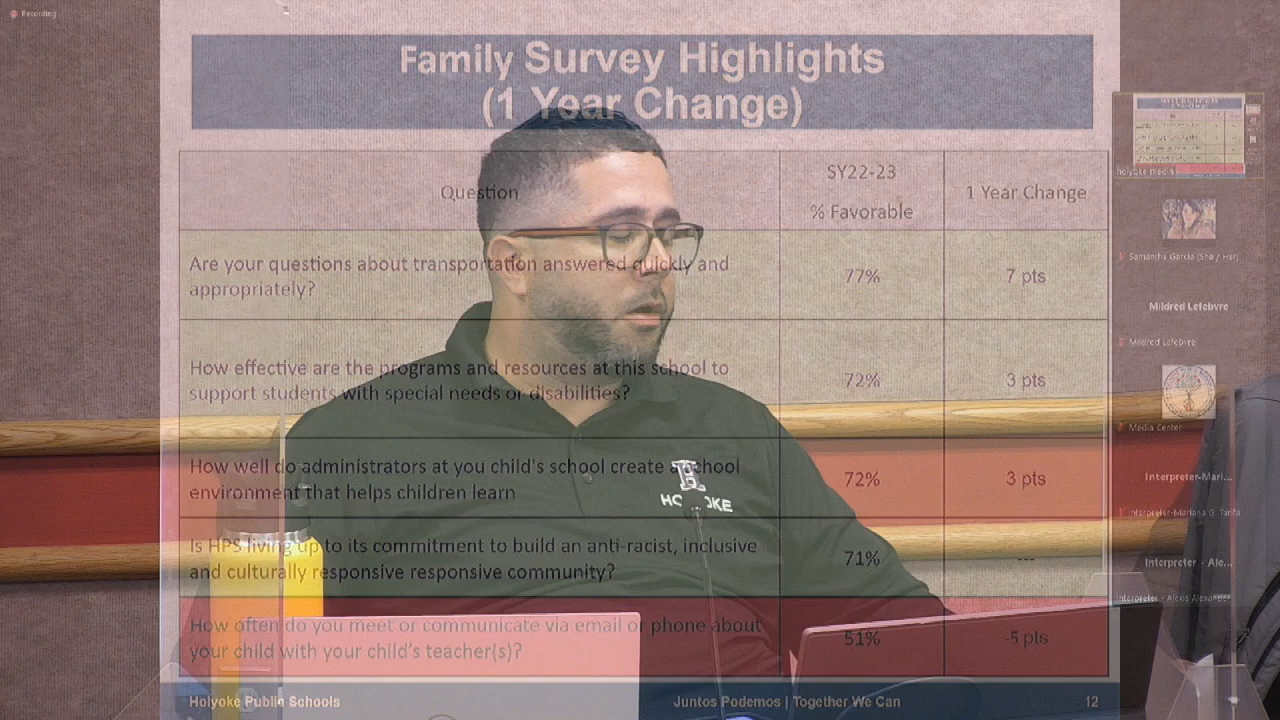 Recording
Family Survey Highlights
(1 Year Change)
Question
SY22-23
% Favorable
1 Year Change
Are your questions about transportation answered quickly and
appropriately?
77%
7 pts
How effective are the programs and resources at this school to
support students with special needs or disabilities?
72%
3 pts
How well do administrators at you child's school create a school
environment that helps children learn
72%
3 pts
Is HPS living up to its commitment to build an anti-racist, inclusive
and culturally responsive responsive community?
71%
---
How often do you meet or communicate via email or phone about
your child with your child's teacher(s)?
51%
-5 pts
Holyoke Public Schools
Juntos Podemos | Together We Can
12
H
HOLYOKE
holyoke media
Samantha Garcia (She / Her)
Mildred Lefebvre
Mildred Lefebvre
Media Center
Interpreter-Mari...
Interpreter-Mariana G. Tarifa
Interpreter - Ale...
Interpreter - Alexis Alexander